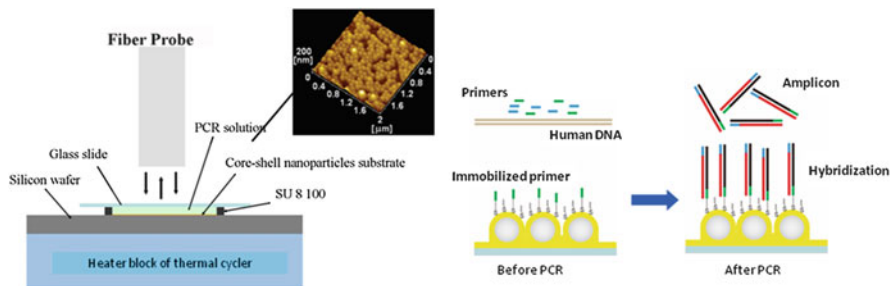 Fiber Probe
200
[nm]
0
0.4
0.8
1.2
1.6
2
[μm]
0
0.4
0.8
1.2
1.6
PCR solution
Glass slide
Core-shell nanoparticles substrate
Silicon wafer
SU 8 100
Heater block of thermal cycler
Primers
Human DNA
Immobilized primer
Before PCR
Amplicon
Hybridization
After PCR